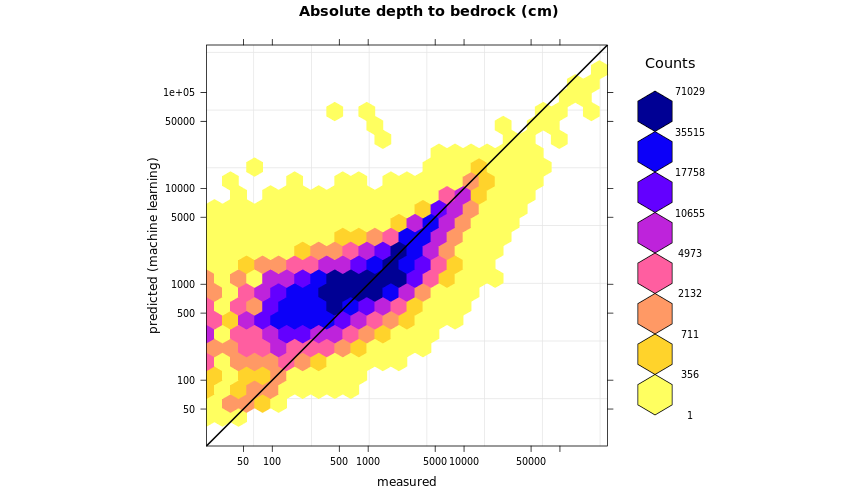 Absolute depth to bedrock (cm)
Counts
71029
35515
17758
10655
4973
2132
711
356
1
1e+05
50000
10000
5000
1000
500
100
50
predicted (machine learning)
50 100 500 1000 5000 10000 50000
measured